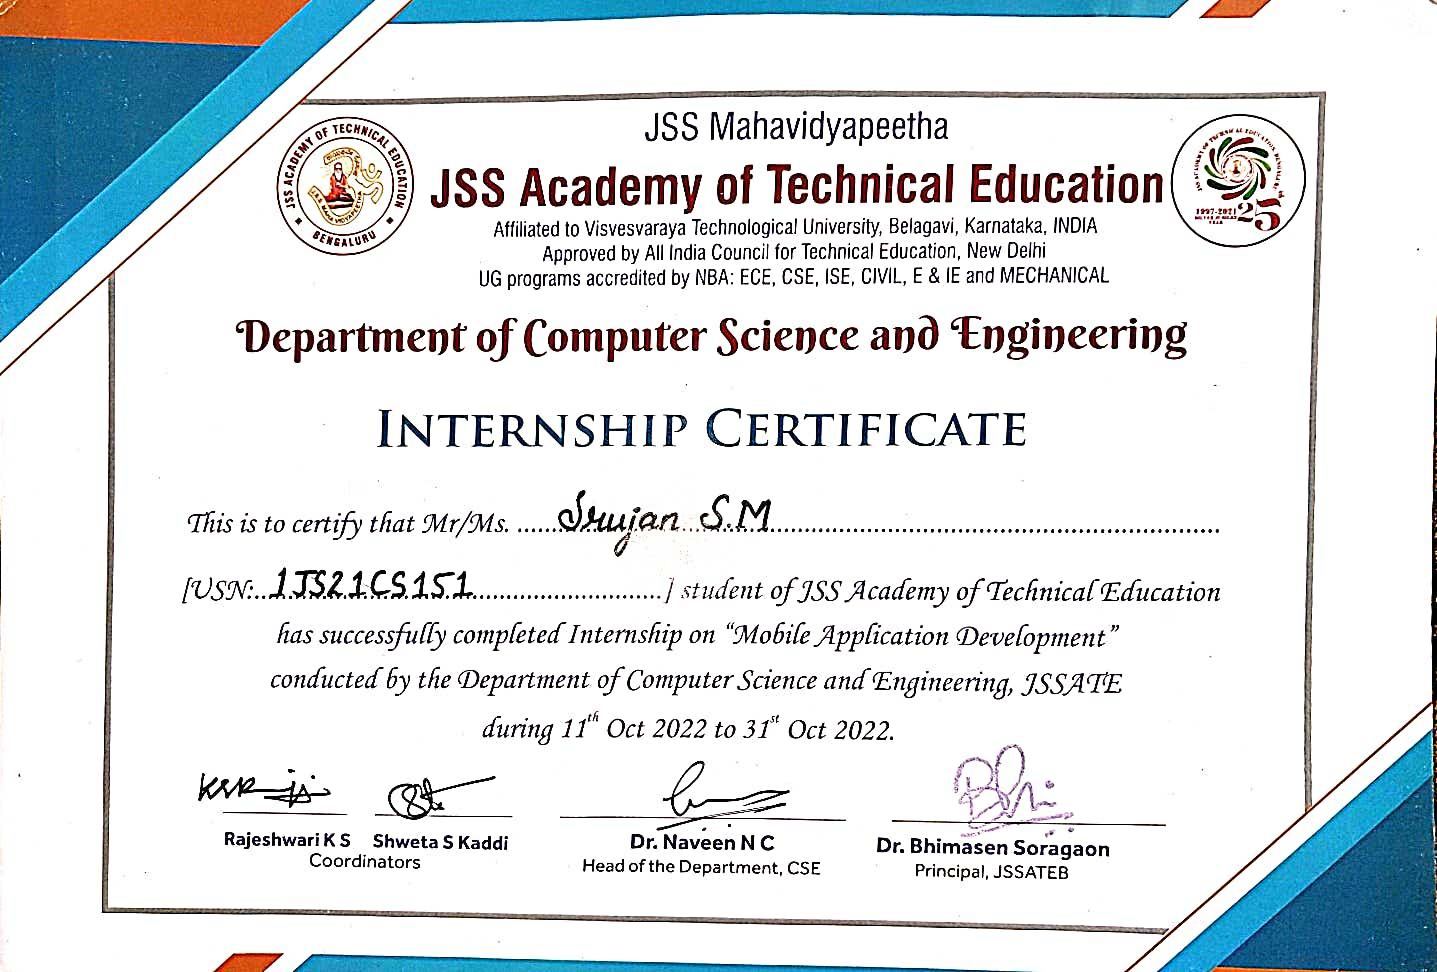 JSS Mahavidyapeetha
JSS Academy of Technical Education
Affiliated to Visvesvaraya Technological University, Belagavi, Karnataka, INDIA
Approved by All India Council for Technical Education, New Delhi
UG programs accredited by NBA: ECE, CSE, ISE, CIVIL, E & IE and MECHANICAL
JSS ACADEMY OF TECHNICAL EDUCATION
BENGALURU
1997-2021
25
Department of Computer Science and Engineering
INTERNSHIP CERTIFICATE
This is to certify that Mr/Ms. Srujan S.M
[USN: 1JS21CS151 ] student of JSS Academy of Technical Education
has successfully completed Internship on “Mobile Application Development”
conducted by the Department of Computer Science and Engineering, JSSATE
during 11th Oct 2022 to 31st Oct 2022.
Rajeshwari K S Shweta S Kaddi
Coordinators
Dr. Naveen N C
Head of the Department, CSE
Dr. Bhimasen Soragaon
Principal, JSSATEB